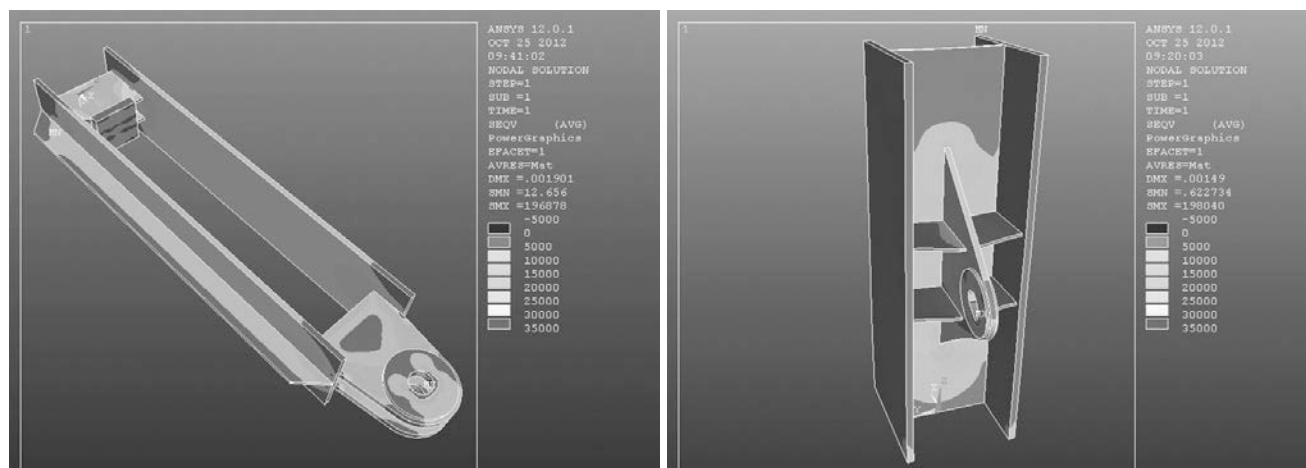 1
ANSYS 12.0.1
OCT 25 2012
09:41:02
NODAL SOLUTION
STEP=1
SUB =1
TIME=1
SEQV (AVG)
PowerGraphics
EFACET=1
AVRES=Mat
DMX =.001901
SMN =12.656
SMX =196878
-5000
0
5000
10000
15000
20000
25000
30000
35000
MN
1
ANSYS 12.0.1
OCT 25 2012
09:20:03
NODAL SOLUTION
STEP=1
SUB =1
TIME=1
SEQV (AVG)
PowerGraphics
EFACET=1
AVRES=Mat
DMX =.00149
SMN =.622734
SMX =198040
-5000
0
5000
10000
15000
20000
25000
30000
35000
MN